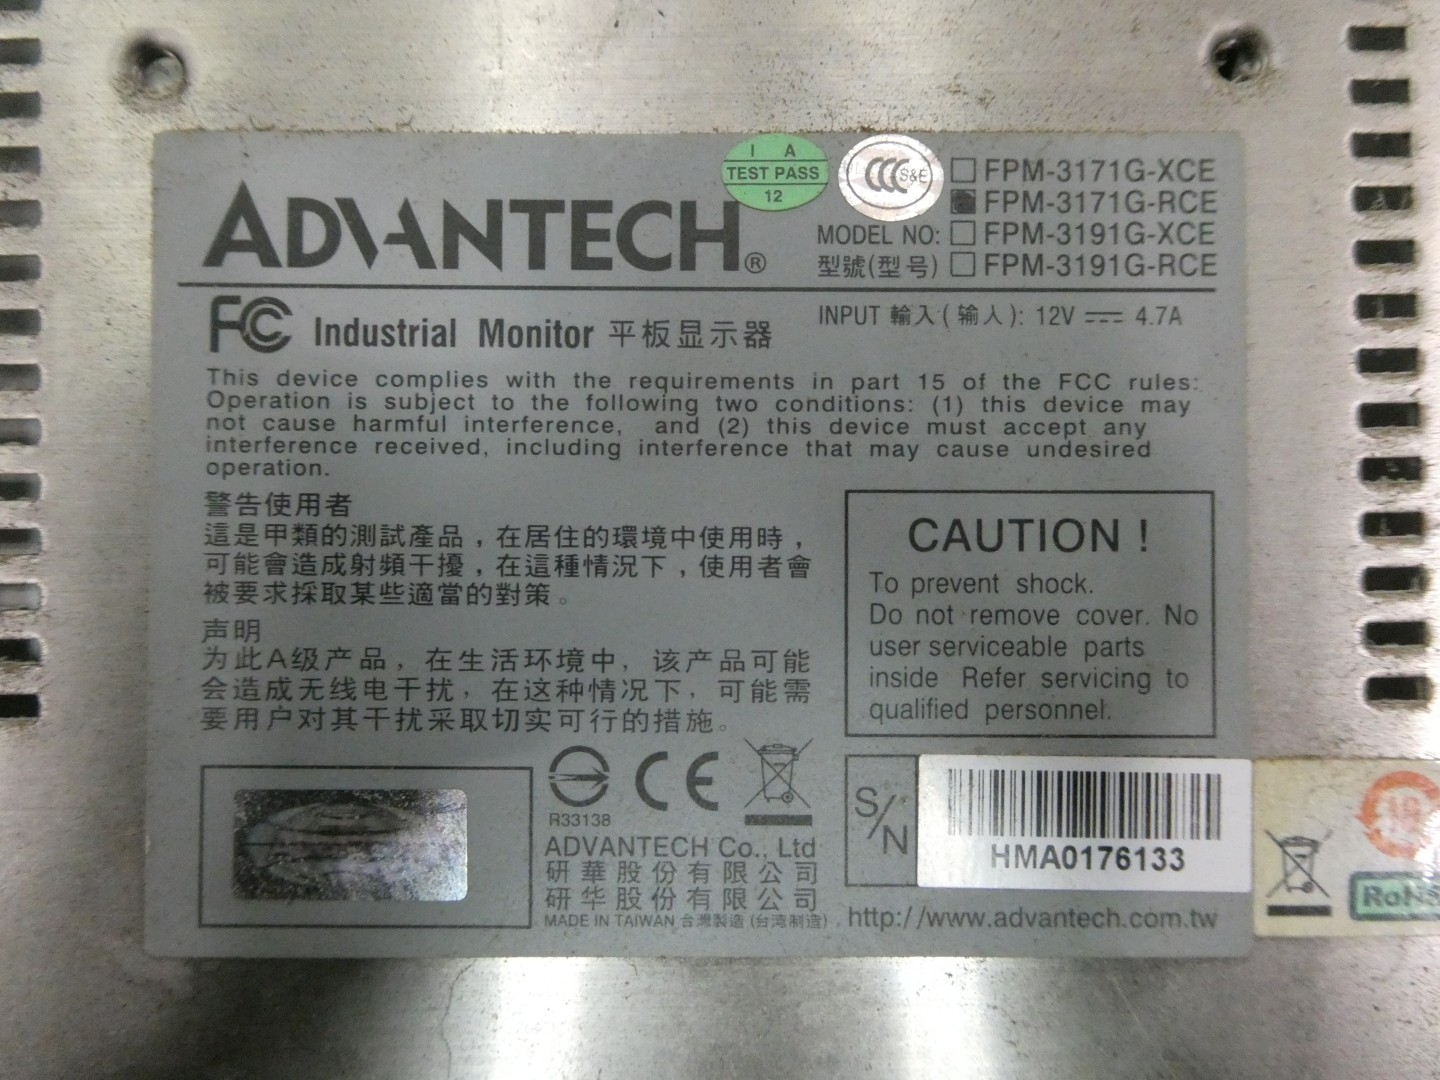 I A
TEST PASS
12
CCC S&E
ADVANTECH®
FPM-3171G-XCE
FPM-3171G-RCE
MODEL NO: FPM-3191G-XCE
型號(型号) FPM-3191G-RCE
FC Industrial Monitor 平板显示器
INPUT 輸入(输入): 12V 4.7A
This device complies with the requirements in part 15 of the FCC rules:
Operation is subject to the following two conditions: (1) this device may
not cause harmful interference, and (2) this device must accept any
interference received, including interference that may cause undesired
operation.
警告使用者
這是甲類的測試產品，在居住的環境中使用時，
可能會造成射頻干擾，在這種情況下，使用者會
被要求採取某些適當的對策。
声明
为此A级产品，在生活环境中，该产品可能
会造成无线电干扰，在这种情况下，可能需
要用户对其干扰采取切实可行的措施。
CAUTION !
To prevent shock.
Do not remove cover. No
user serviceable parts
inside Refer servicing to
qualified personnel.
R33138
CE
ADVANTECH Co., Ltd
研華股份有限公司
研华股份有限公司
MADE IN TAIWAN 台灣製造 (台湾制造)
S/N
HMA0176133
http://www.advantech.com.tw
10
RoHS